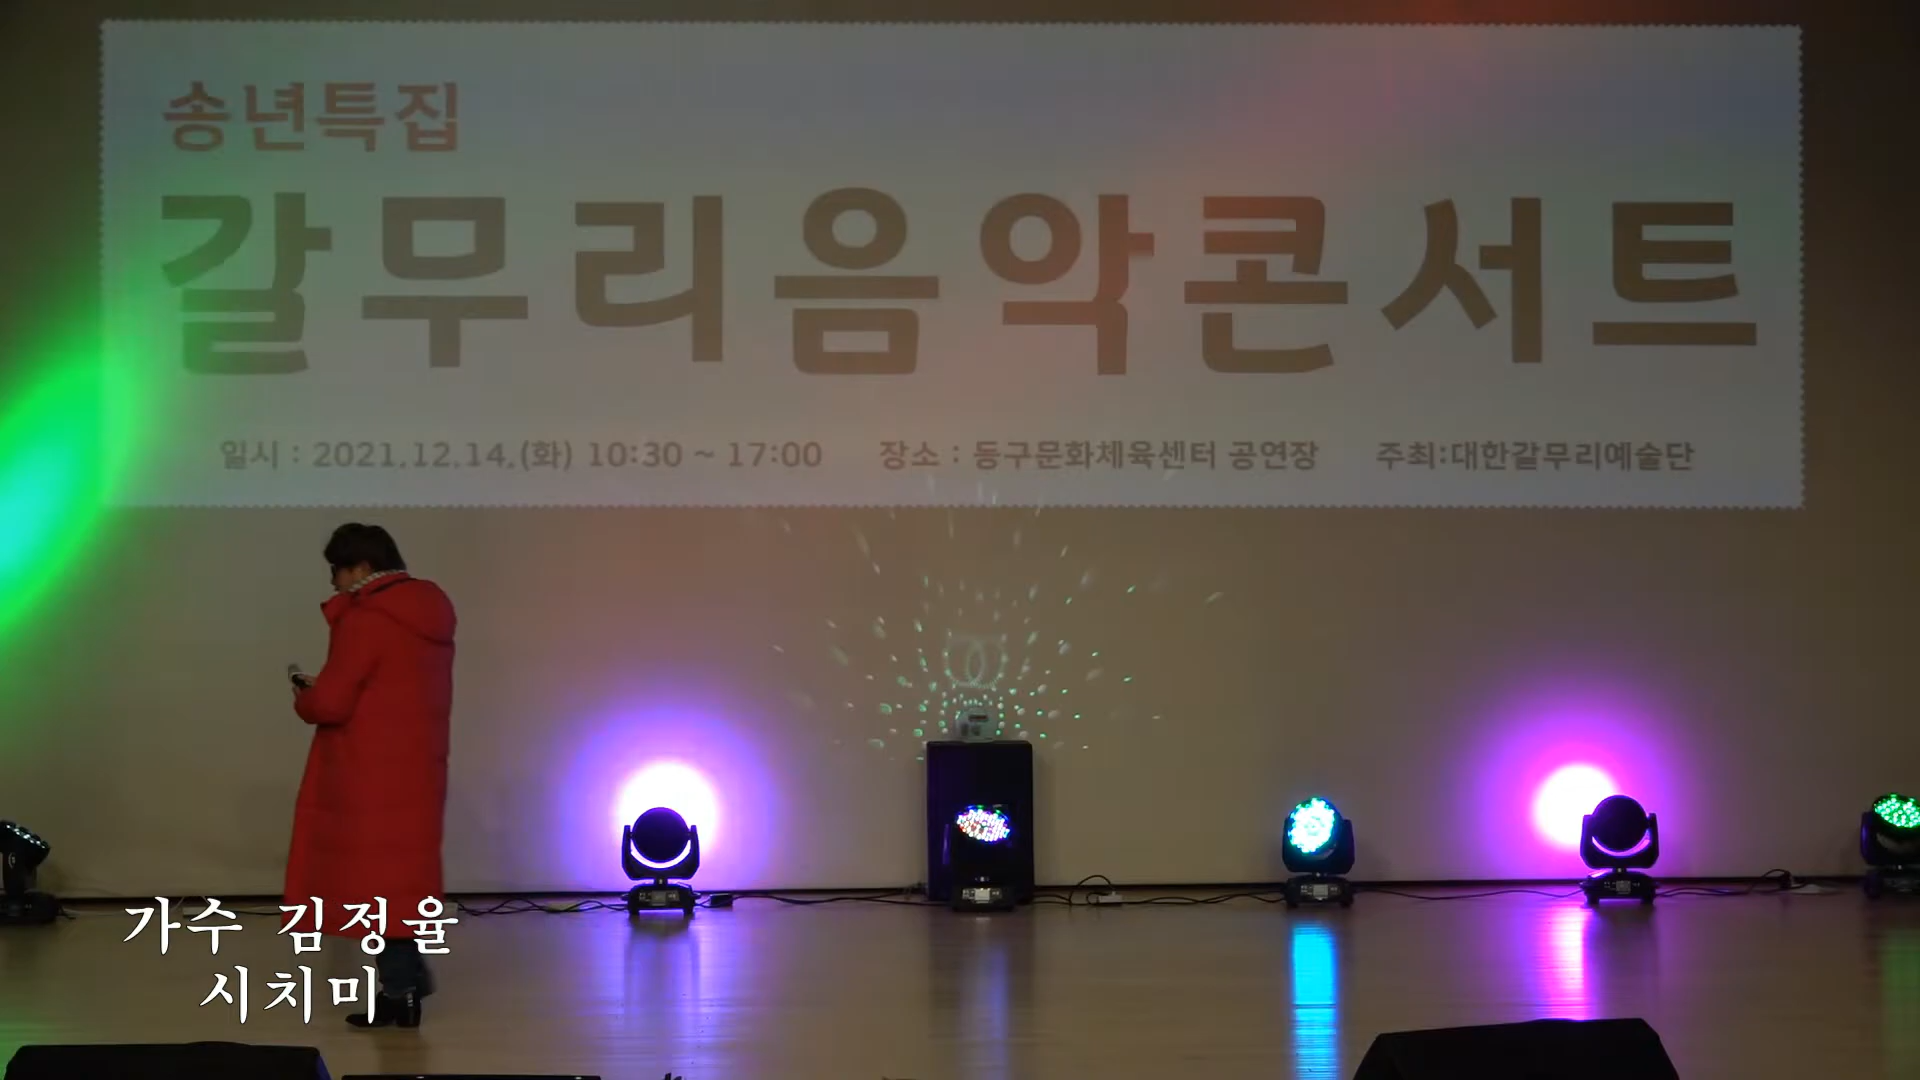 송년특집
갈무리음악콘서트
일시 : 2021.12.14.(화) 10:30 ~ 17:00 장소 : 동구문화체육센터 공연장 주최:대한갈무리예술단
가수 김정율
시치미